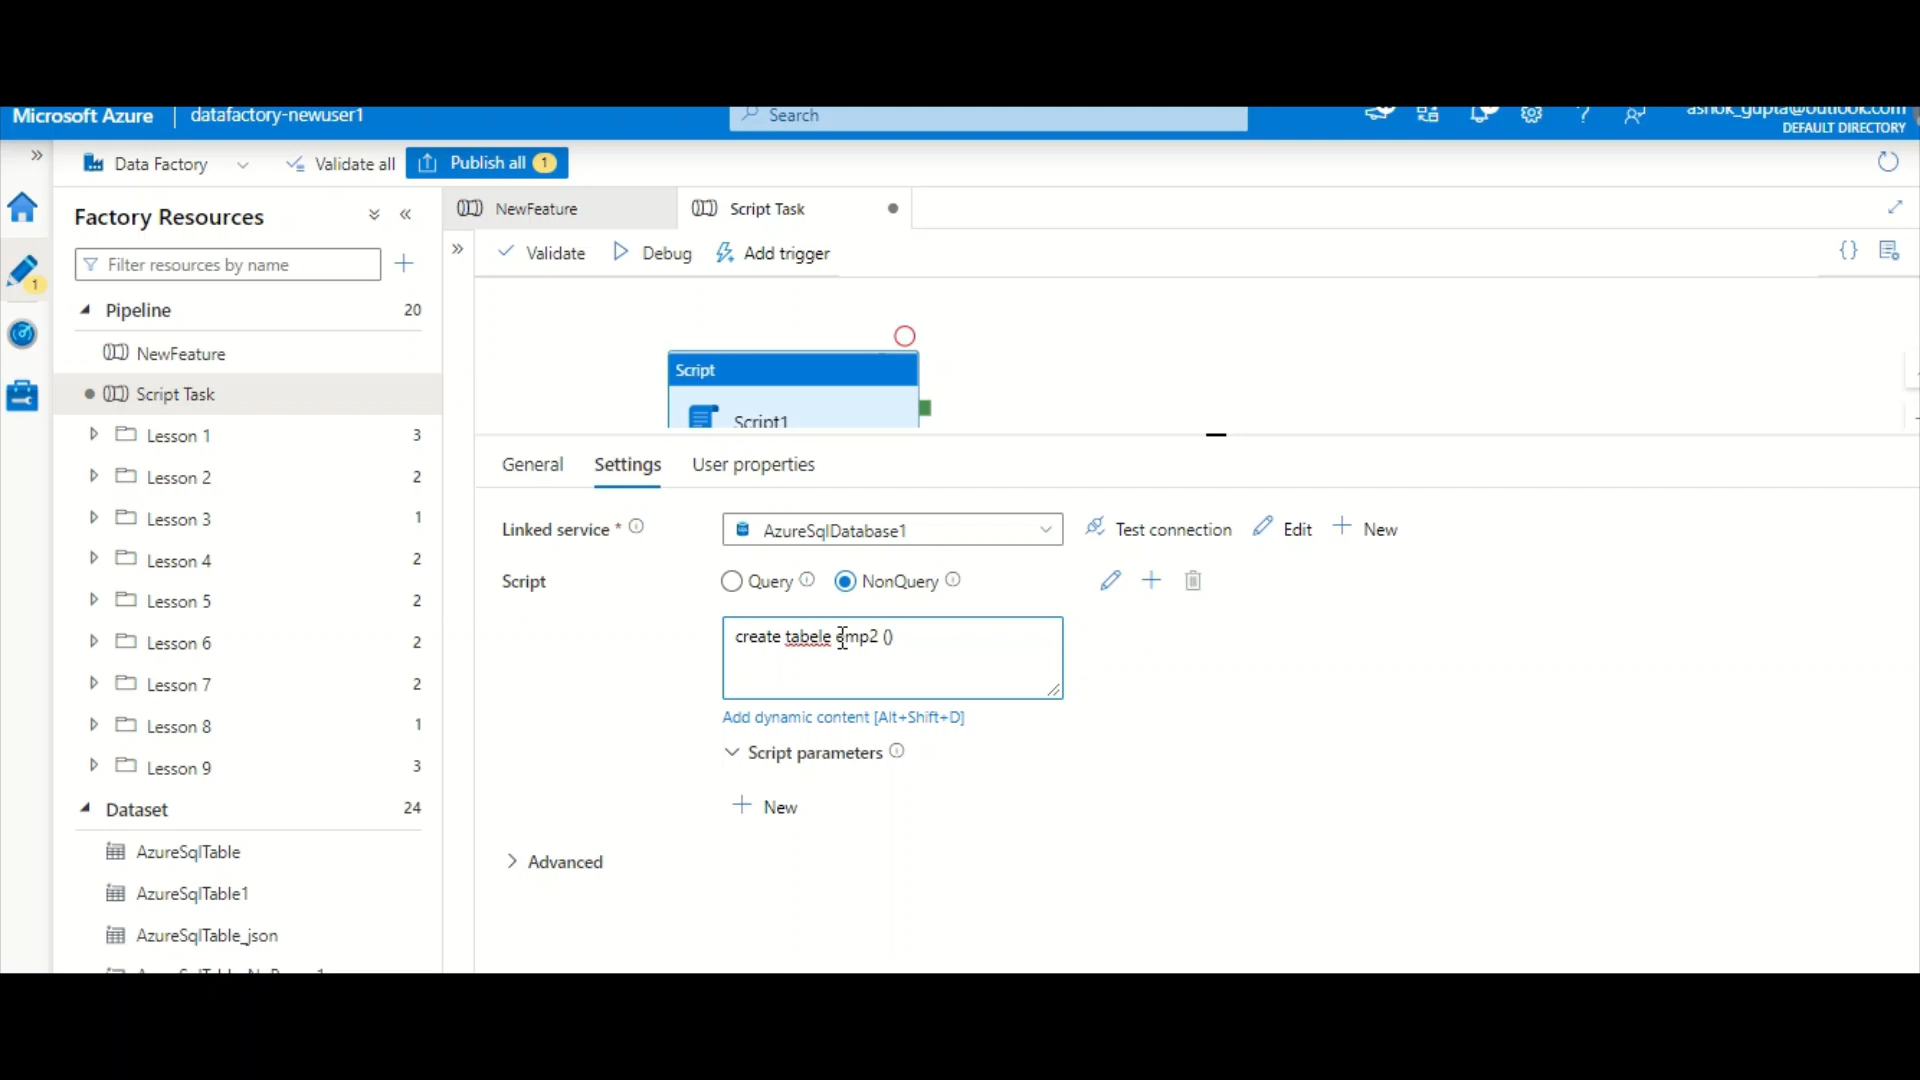 Microsoft Azure
datafactory-newuser1
Search
ashok_gupta@outlook.com
DEFAULT DIRECTORY
Data Factory
Validate all
Publish all 1
Factory Resources
Filter resources by name
NewFeature
Script Task
Validate
Debug
Add trigger
1
Pipeline 20
NewFeature
Script Task
Lesson 1 3
Lesson 2 2
Lesson 3 1
Lesson 4 2
Lesson 5 2
Lesson 6 2
Lesson 7 2
Lesson 8 1
Lesson 9 3
Dataset 24
AzureSqlTable
AzureSqlTable1
AzureSqlTable_json
Script
Script1
General
Settings
User properties
Linked service *
AzureSqlDatabase1
Test connection
Edit
New
Script
Query
NonQuery
create tabele emp2 ()
Add dynamic content [Alt+Shift+D]
Script parameters
New
Advanced